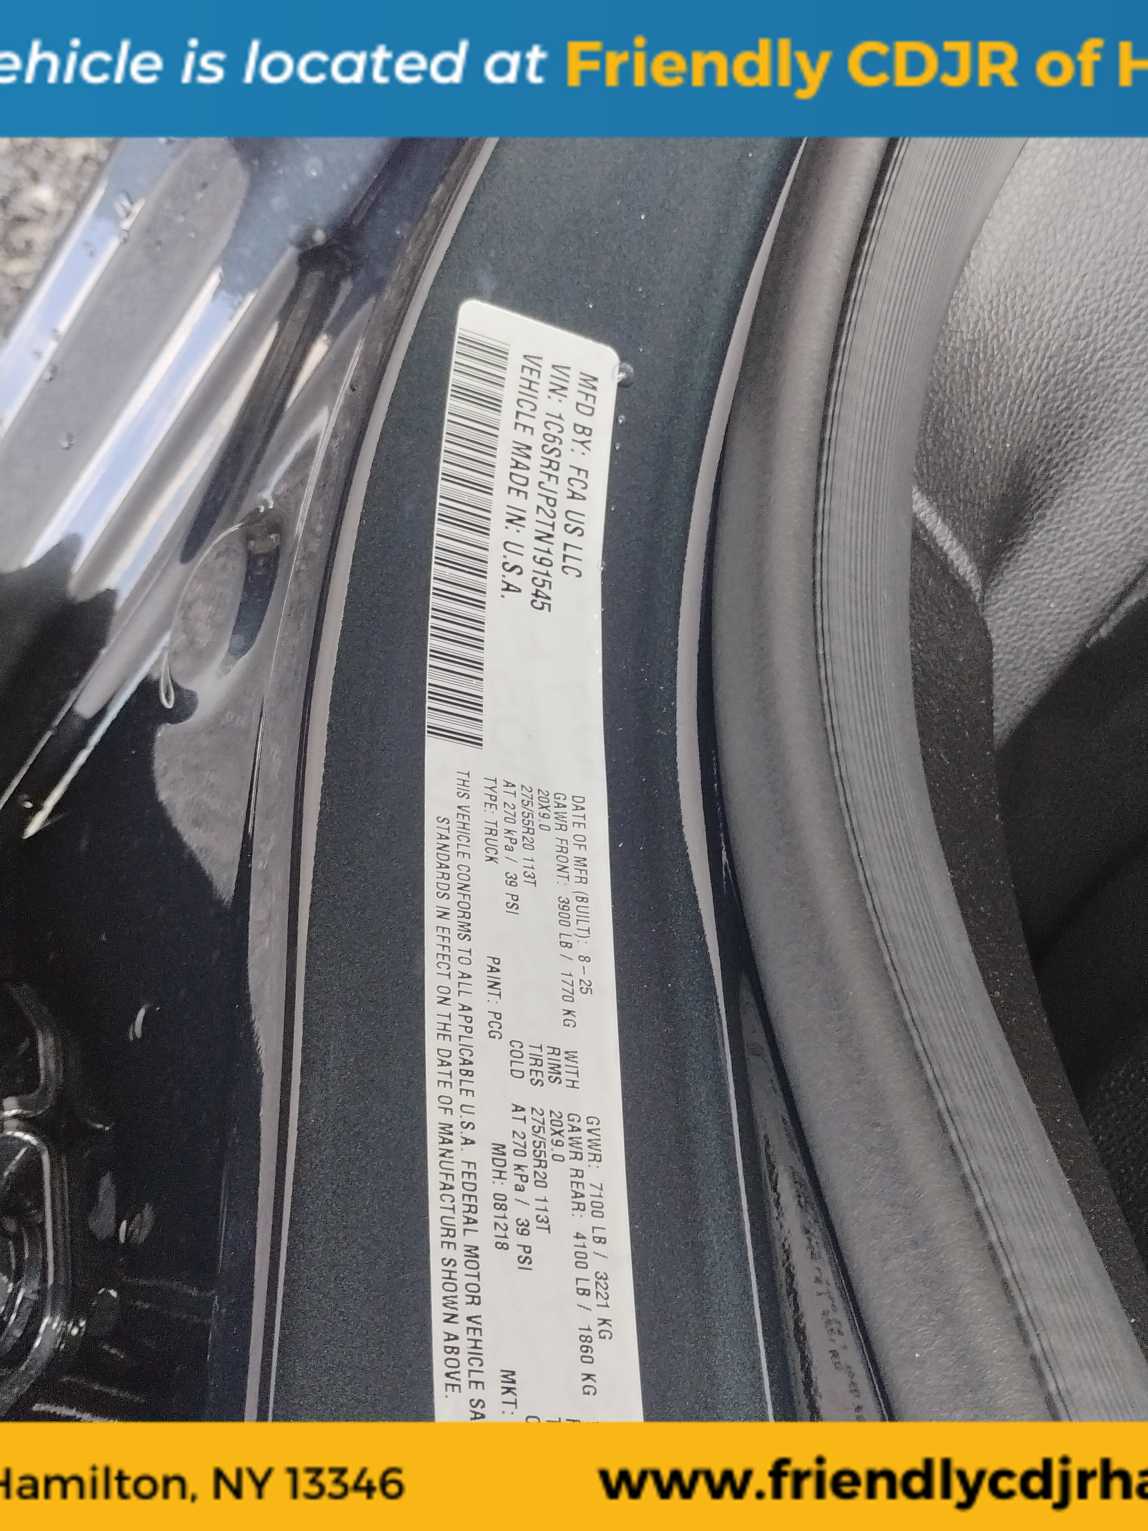 ehicle is located at Friendly CDJR of H
MFD BY: FCA US LLC
VIN: 1C6SRFJP2TN191545
VEHICLE MADE IN: U.S.A.
DATE OF MFR (BUILT): 8-25 GVWR: 7100 LB / 3221 KG
GAWR FRONT: 3900 LB / 1770 KG WITH GAWR REAR: 4100 LB / 1860 KG
20X9.0 RIMS 20X9.0
275/55R20 113T TIRES 275/55R20 113T
AT 270 kPa / 39 PSI COLD AT 270 kPa / 39 PSI
TYPE: TRUCK PAINT: PCG MDH: 081218 MKT:
THIS VEHICLE CONFORMS TO ALL APPLICABLE U.S.A. FEDERAL MOTOR VEHICLE SA
STANDARDS IN EFFECT ON THE DATE OF MANUFACTURE SHOWN ABOVE.
Hamilton, NY 13346 www.friendlycdjrha